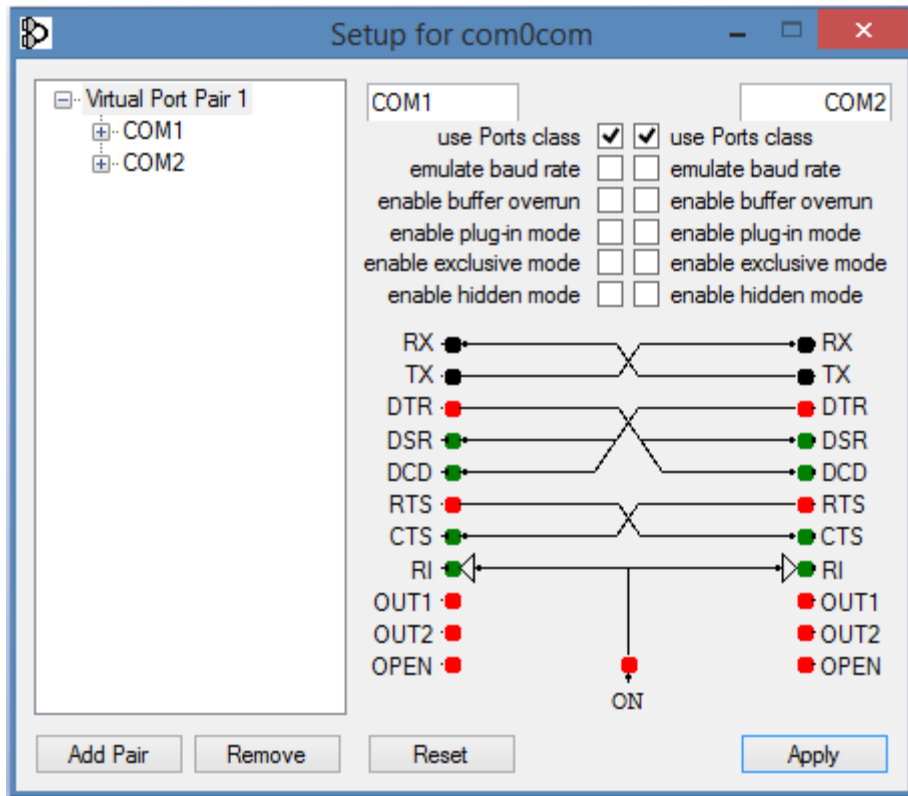 Setup for com0com
Virtual Port Pair 1
COM1
COM2
COM1 COM2
use Ports class use Ports class
emulate baud rate emulate baud rate
enable buffer overrun enable buffer overrun
enable plug-in mode enable plug-in mode
enable exclusive mode enable exclusive mode
enable hidden mode enable hidden mode
RX RX
TX TX
DTR DTR
DSR DSR
DCD DCD
RTS RTS
CTS CTS
RI RI
OUT1 OUT1
OUT2 OUT2
OPEN OPEN
ON
Add Pair Remove Reset Apply